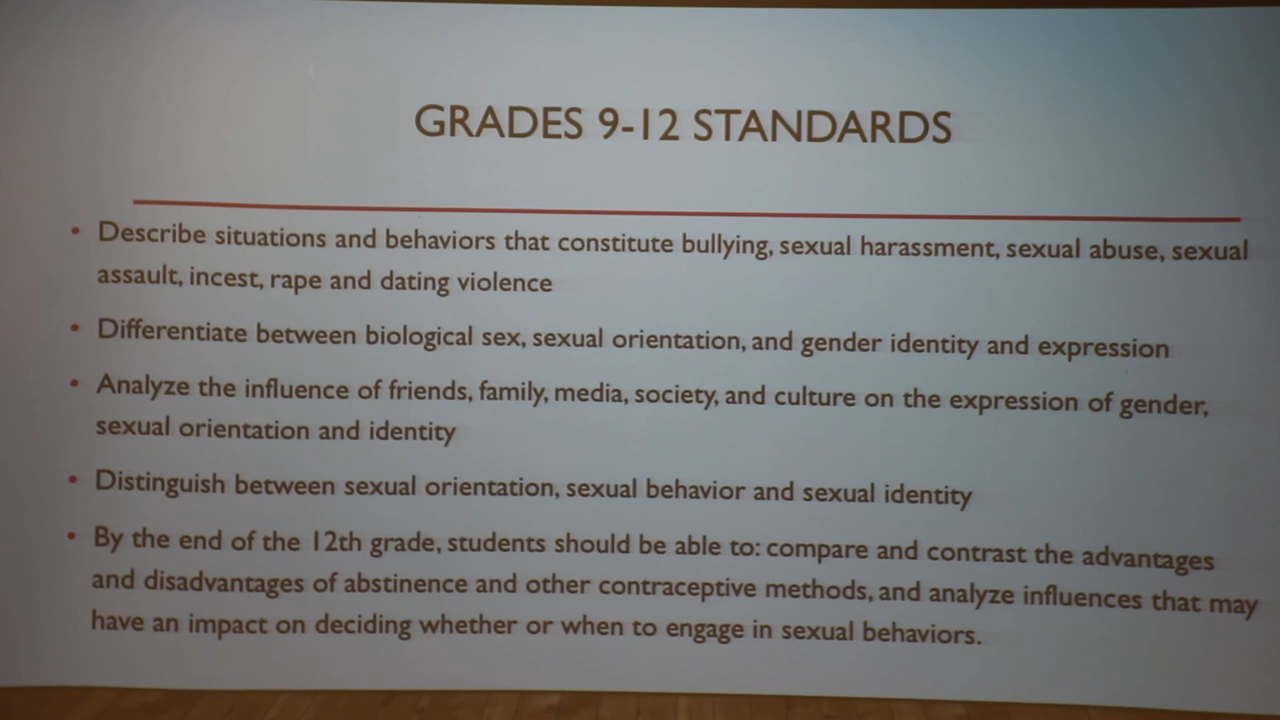 GRADES 9-12 STANDARDS
• Describe situations and behaviors that constitute bullying, sexual harassment, sexual abuse, sexual
assault, incest, rape and dating violence
• Differentiate between biological sex, sexual orientation, and gender identity and expression
• Analyze the influence of friends, family, media, society, and culture on the expression of gender,
sexual orientation and identity
• Distinguish between sexual orientation, sexual behavior and sexual identity
• By the end of the 12th grade, students should be able to: compare and contrast the advantages
and disadvantages of abstinence and other contraceptive methods, and analyze influences that may
have an impact on deciding whether or when to engage in sexual behaviors.